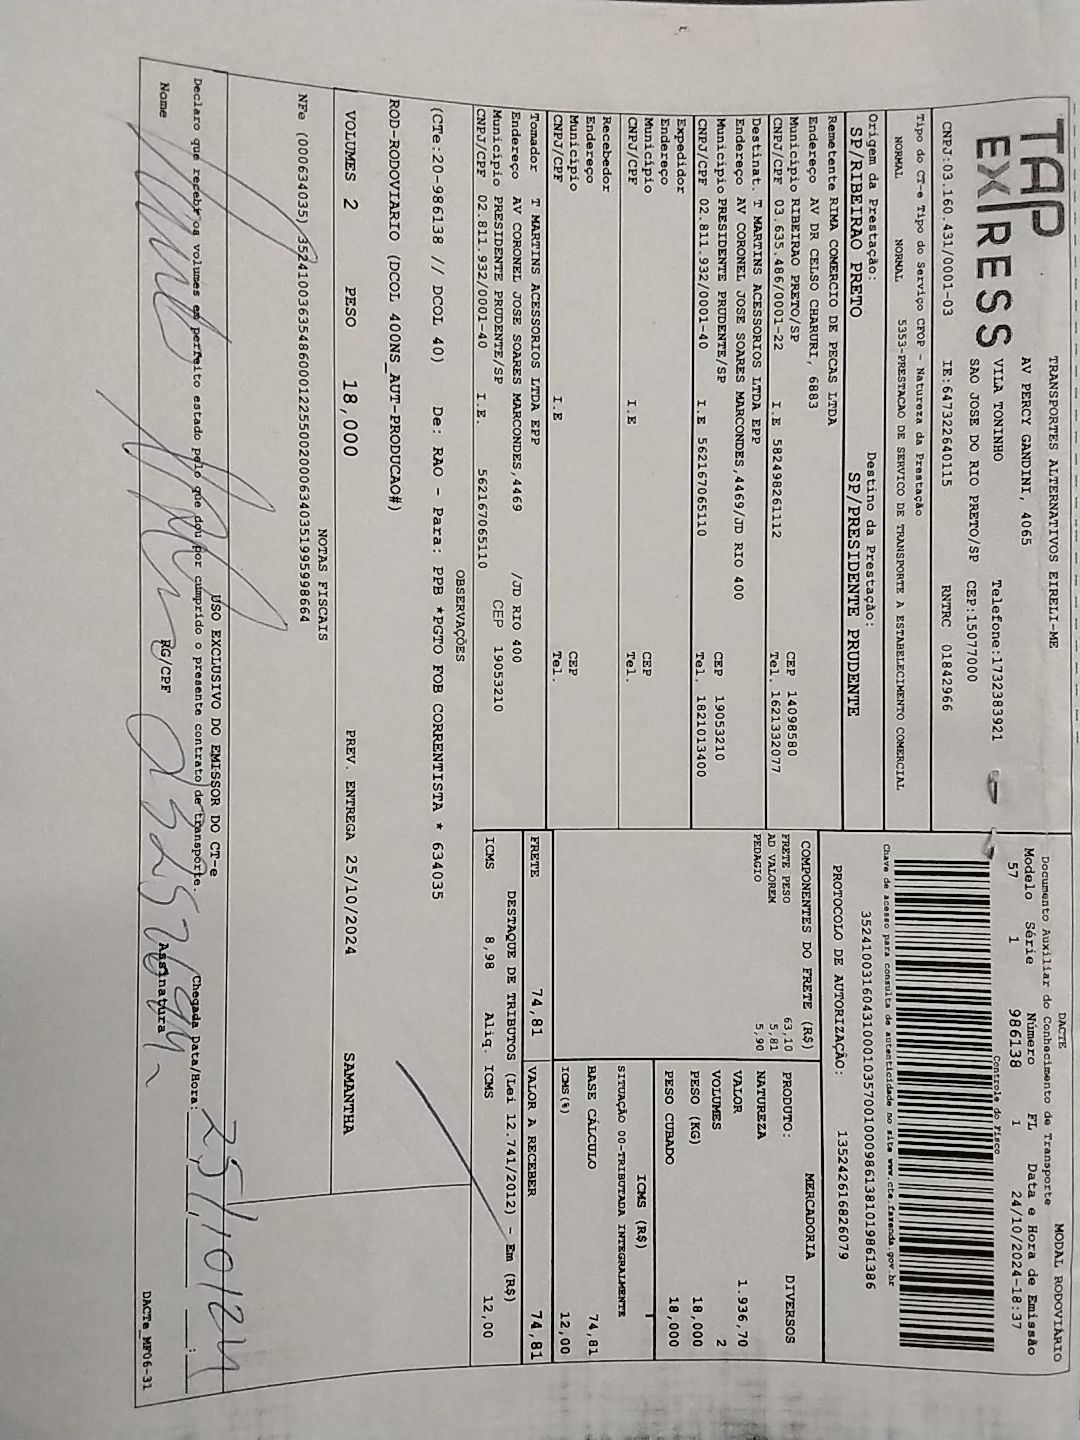 TAP
EXPRESS
TRANSPORTES ALTERNATIVOS EIRELI-ME
AV PERCY GANDINI, 4065
VILA TONINHO Telefone:1732383921
SAO JOSE DO RIO PRETO/SP CEP:15077000
CNPJ:03.160.431/0001-03 IE:647322640115 RNTRC 01842966
Tipo do CT-e Tipo do Serviço CFOP - Natureza da Prestação
NORMAL NORMAL 5353-PRESTACAO DE SERVICO DE TRANSPORTE A ESTABELECIMENTO COMERCIAL
Origem da Prestação: Destino da Prestação:
SP/RIBEIRAO PRETO SP/PRESIDENTE PRUDENTE
Remetente RIMA COMERCIO DE PECAS LTDA
Endereço AV DR CELSO CHARURI, 6883
Município RIBEIRAO PRETO/SP CEP 14098580
CNPJ/CPF 03.635.486/0001-22 I.E 582498261112 Tel. 1621332077
Destinat. T MARTINS ACESSORIOS LTDA EPP
Endereço AV CORONEL JOSE SOARES MARCONDES,4469/JD RIO 400
Município PRESIDENTE PRUDENTE/SP CEP 19053210
CNPJ/CPF 02.811.932/0001-40 I.E 562167065110 Tel. 1821013400
Expedidor
Endereço
Município CEP
CNPJ/CPF I.E Tel.
Recebedor
Endereço
Município CEP
CNPJ/CPF I.E Tel.
Tomador T MARTINS ACESSORIOS LTDA EPP
Endereço AV CORONEL JOSE SOARES MARCONDES,4469 /JD RIO 400
Município PRESIDENTE PRUDENTE/SP CEP 19053210
CNPJ/CPF 02.811.932/0001-40 I.E. 562167065110
DACTE MODAL RODOVIÁRIO
Documento Auxiliar do Conhecimento de Transporte
Modelo Série Número FL Data e Hora de Emissão
57 1 986138 1 24/10/2024-18:37
Controle do Fisco
Chave de acesso para consulta de autenticidade no site www.cte.fazenda.gov.br
35241003160431000103570010009861381019861386
PROTOCOLO DE AUTORIZAÇÃO: 135242616826079
COMPONENTES DO FRETE (R$)
FRETE PESO 63,10
AD VALOREM 5,81
PEDAGIO 5,90
MERCADORIA
PRODUTO: DIVERSOS
NATUREZA
VALOR 1.936,70
VOLUMES 2
PESO (KG) 18,000
PESO CUBADO 18,000
ICMS (R$)
SITUAÇÃO 00-TRIBUTADA INTEGRALMENTE
BASE CÁLCULO 74,81
ICMS(%) 12,00
FRETE 74,81 VALOR A RECEBER 74,81
DESTAQUE DE TRIBUTOS (Lei 12.741/2012) - Em (R$)
ICMS 8,98 Aliq. ICMS 12,00
OBSERVAÇÕES
(CTe:20-986138 // DCOL 40) De: RAO - Para: PPB *PGTO FOB CORRENTISTA * 634035
ROD-RODOVIARIO (DCOL 400NS_AUT-PRODUCAO#)
VOLUMES 2 PESO 18,000 PREV. ENTREGA 25/10/2024 SAMANTHA
NOTAS FISCAIS
NFe (000634035) 35241003635486000122550020006340351995998664
USO EXCLUSIVO DO EMISSOR DO CT-e
Declaro que recebi os volumes em perfeito estado pelo que dou por cumprido o presente contrato de transporte. Chegada Data/Hora: 25/10/24
Nome RG/CPF Assinatura
DACTe_MF06-31